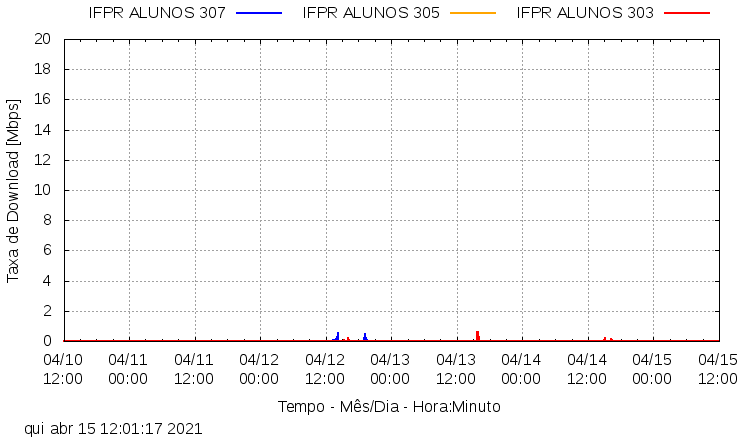 IFPR ALUNOS 307 IFPR ALUNOS 305 IFPR ALUNOS 303
Taxa de Download [Mbps]
20
18
16
14
12
10
8
6
4
2
0
04/10 04/11 04/11 04/12 04/12 04/13 04/13 04/14 04/14 04/15 04/15
12:00 00:00 12:00 00:00 12:00 00:00 12:00 00:00 12:00 00:00 12:00
Tempo - Mês/Dia - Hora:Minuto
qui abr 15 12:01:17 2021